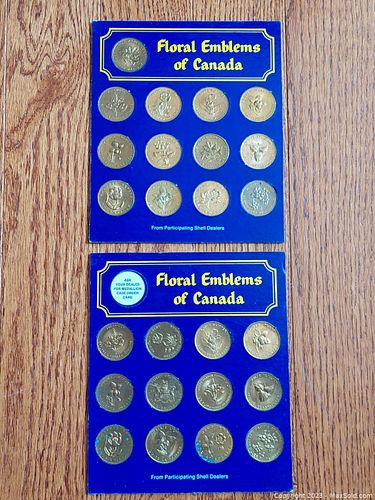 Floral Emblems
of Canada
From Participating Shell Dealers
ASK
YOUR DEALER
FOR MEDALLION
CASE ORDER
CARD
Floral Emblems
of Canada
From Participating Shell Dealers
Copyright 2023 - MaxSold.com